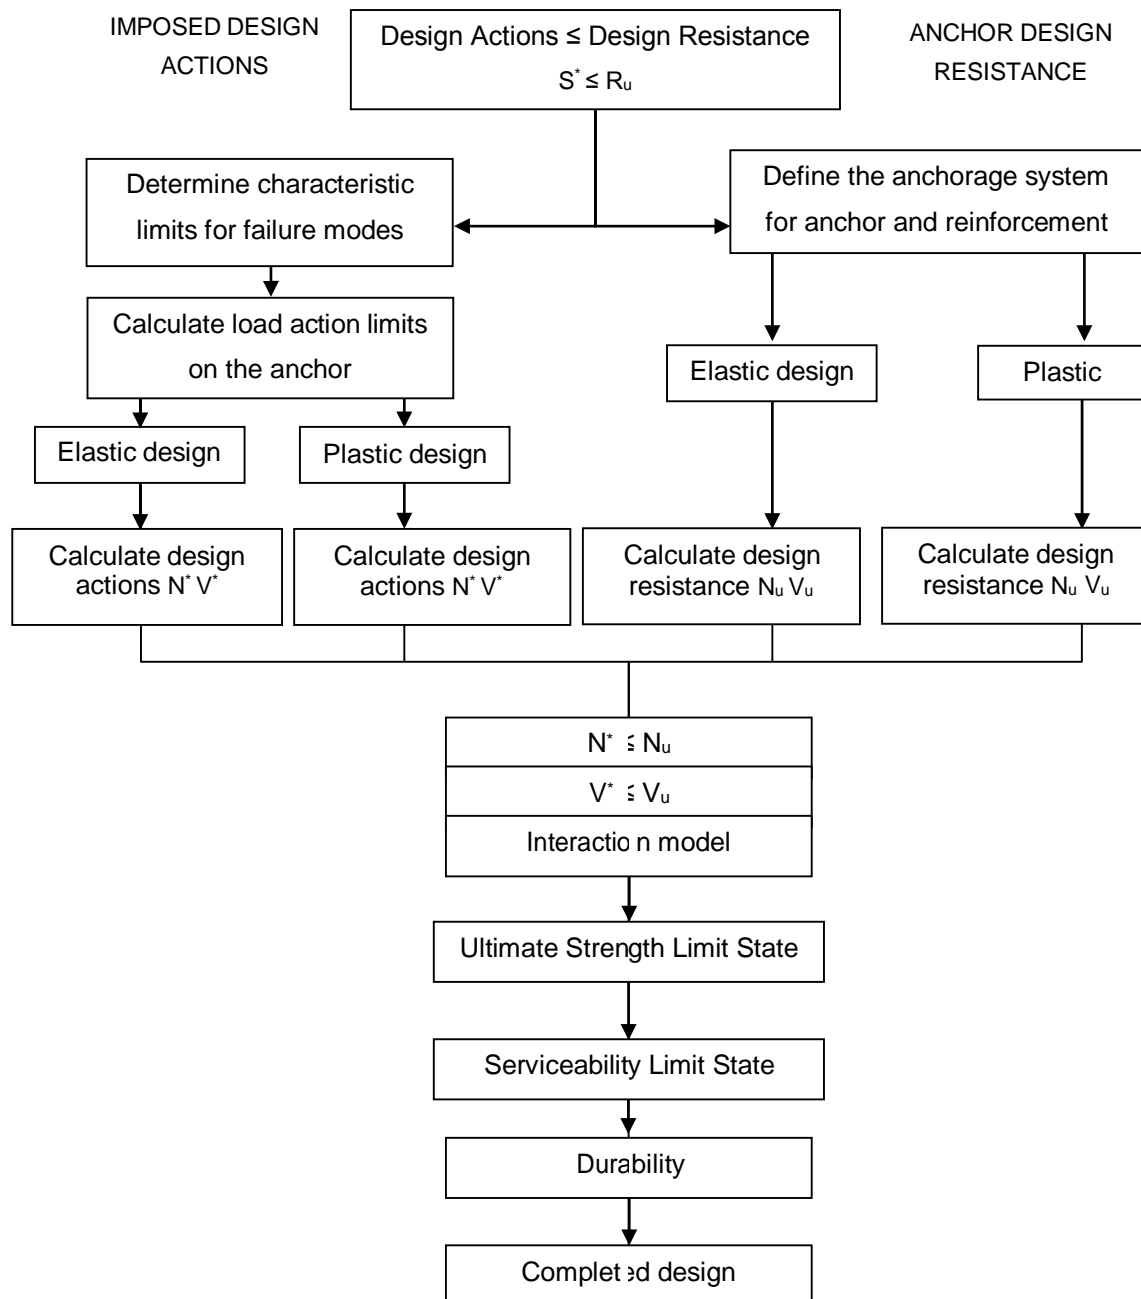 IMPOSED DESIGN
ACTIONS
Design Actions ≤ Design Resistance
S* ≤ Ru
ANCHOR DESIGN
RESISTANCE
Determine characteristic
limits for failure modes
Define the anchorage system
for anchor and reinforcement
Calculate load action limits
on the anchor
Elastic design
Plastic
Elastic design
Plastic design
Calculate design
actions N* V*
Calculate design
actions N* V*
Calculate design
resistance Nu Vu
Calculate design
resistance Nu Vu
N* ≤ Nu
V* ≤ Vu
Interaction model
Ultimate Strength Limit State
Serviceability Limit State
Durability
Completed design